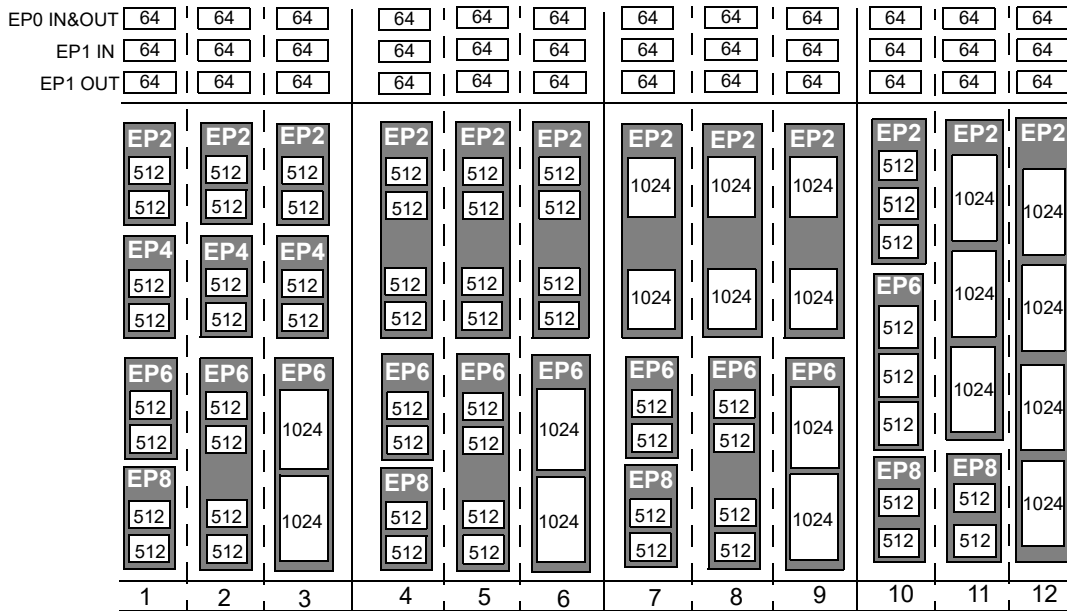 EP0 IN&OUT 64 64 64 64 64 64 64 64 64 64 64 64
EP1 IN 64 64 64 64 64 64 64 64 64 64 64 64
EP1 OUT 64 64 64 64 64 64 64 64 64 64 64 64
EP2 EP2 EP2 EP2 EP2 EP2 EP2 EP2 EP2 EP2 EP2 EP2
512 512 512 512 512 512 1024 1024 1024 512 1024 1024
512 512 512 512 512 512 512
EP4 EP4 EP4 512
512 512 512 512 512 512 1024 1024 1024 EP6 1024 1024
512 512 512 512 512 512 512
EP6 EP6 EP6 EP6 EP6 EP6 EP6 EP6 EP6 512 1024 1024
512 512 1024 512 512 1024 512 512 1024 512
512 512 512 512 512 512
EP8 EP8 EP8 EP8 EP8
512 512 1024 512 512 1024 512 512 1024 512 512 1024
512 512 512 512 512 512 512 512
1 2 3 4 5 6 7 8 9 10 11 12